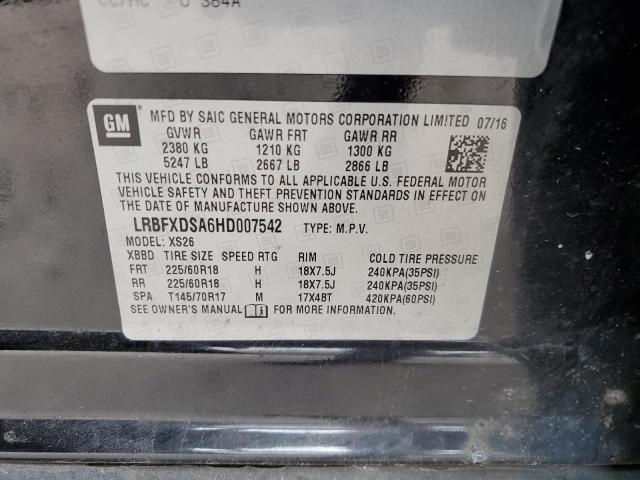 384A
GM
MFD BY SAIC GENERAL MOTORS CORPORATION LIMITED 07/16
GVWR GAWR FRT GAWR RR
2380 KG 1210 KG 1300 KG
5247 LB 2667 LB 2866 LB
THIS VEHICLE CONFORMS TO ALL APPLICABLE U.S. FEDERAL MOTOR
VEHICLE SAFETY AND THEFT PREVENTION STANDARDS IN EFFECT ON
THE DATE OF MANUFACTURE SHOWN ABOVE.
LRBFXDSA6HD007542 TYPE: M.P.V.
MODEL: XS26
XBBD TIRE SIZE SPEED RTG RIM COLD TIRE PRESSURE
FRT 225/60R18 H 18X7.5J 240KPA(35PSI)
RR 225/60R18 H 18X7.5J 240KPA(35PSI)
SPA T145/70R17 M 17X4BT 420KPA(60PSI)
SEE OWNER'S MANUAL FOR MORE INFORMATION.